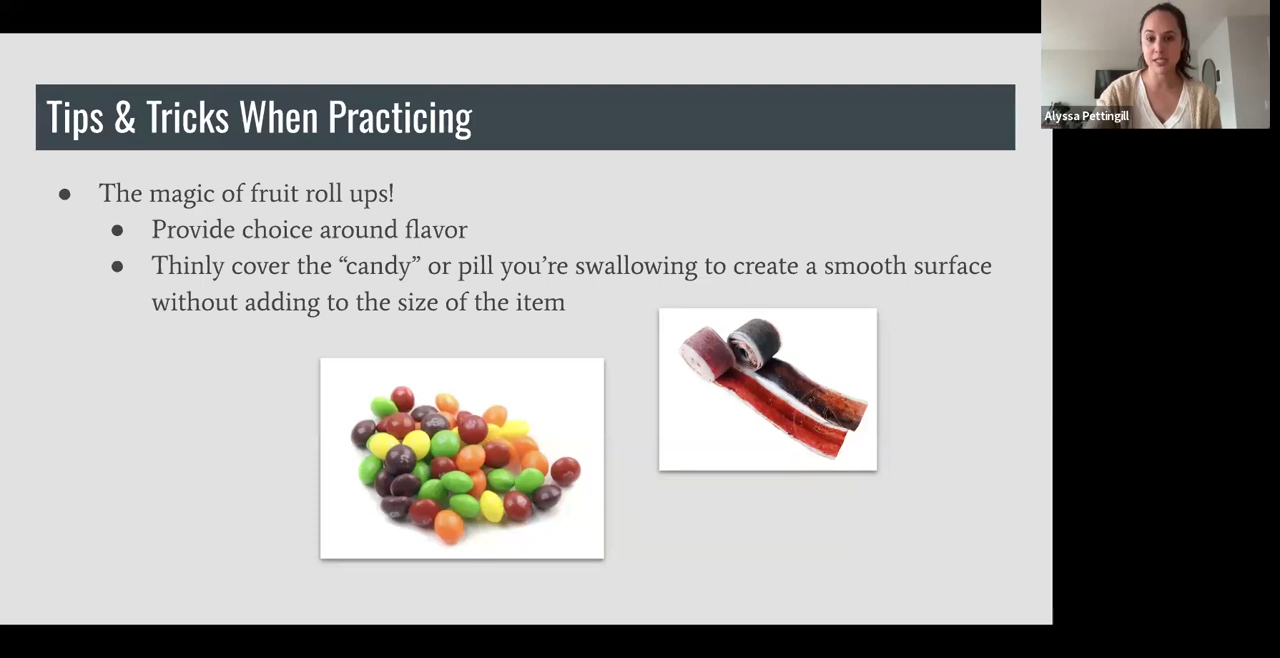 Tips & Tricks When Practicing
Alyssa Pettingill
● The magic of fruit roll ups!
● Provide choice around flavor
● Thinly cover the “candy” or pill you’re swallowing to create a smooth surface
without adding to the size of the item